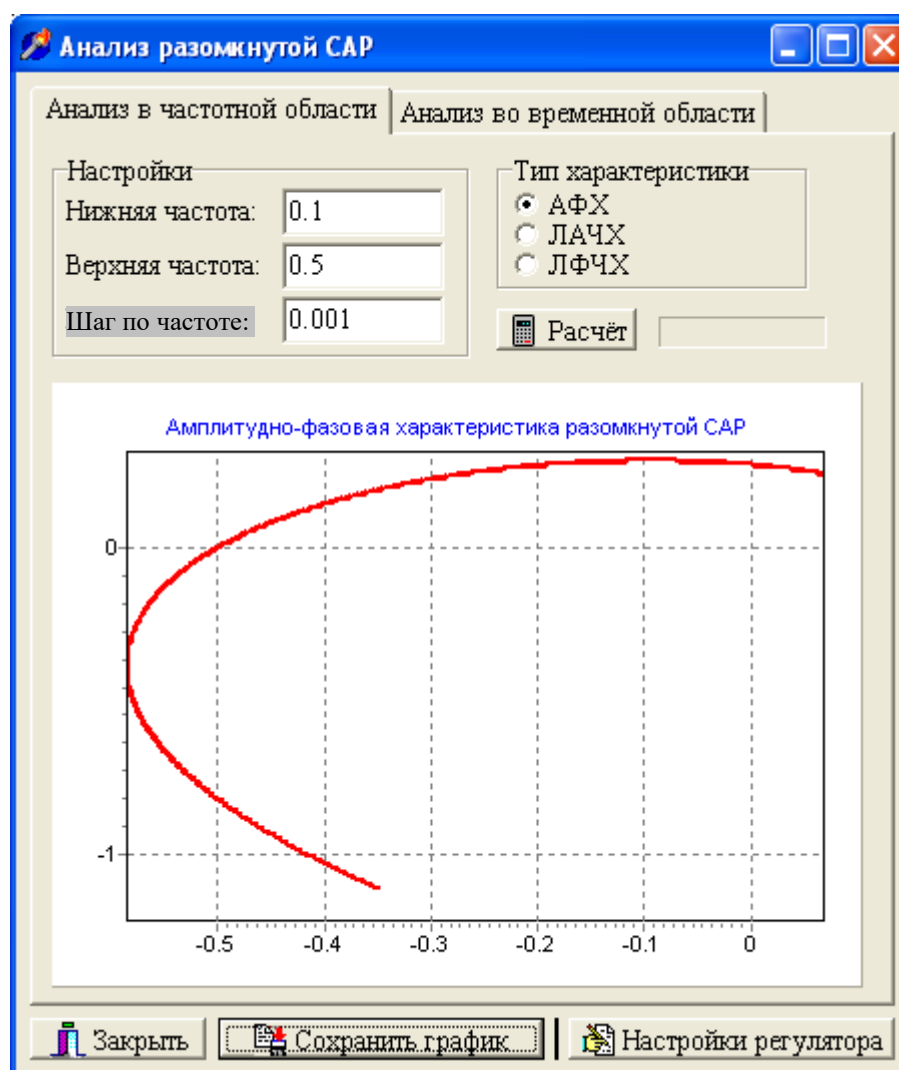 Анализ разомкнутой САР
Анализ в частотной области
Анализ во временной области
Настройки
Нижняя частота: 0.1
Верхняя частота: 0.5
Шаг по частоте: 0.001
Тип характеристики
АФХ
ЛАЧХ
ЛФЧХ
Расчёт
Амплитудно-фазовая характеристика разомкнутой САР
0
-1
-0.5 -0.4 -0.3 -0.2 -0.1 0
Закрыть
Сохранить график
Настройки регулятора